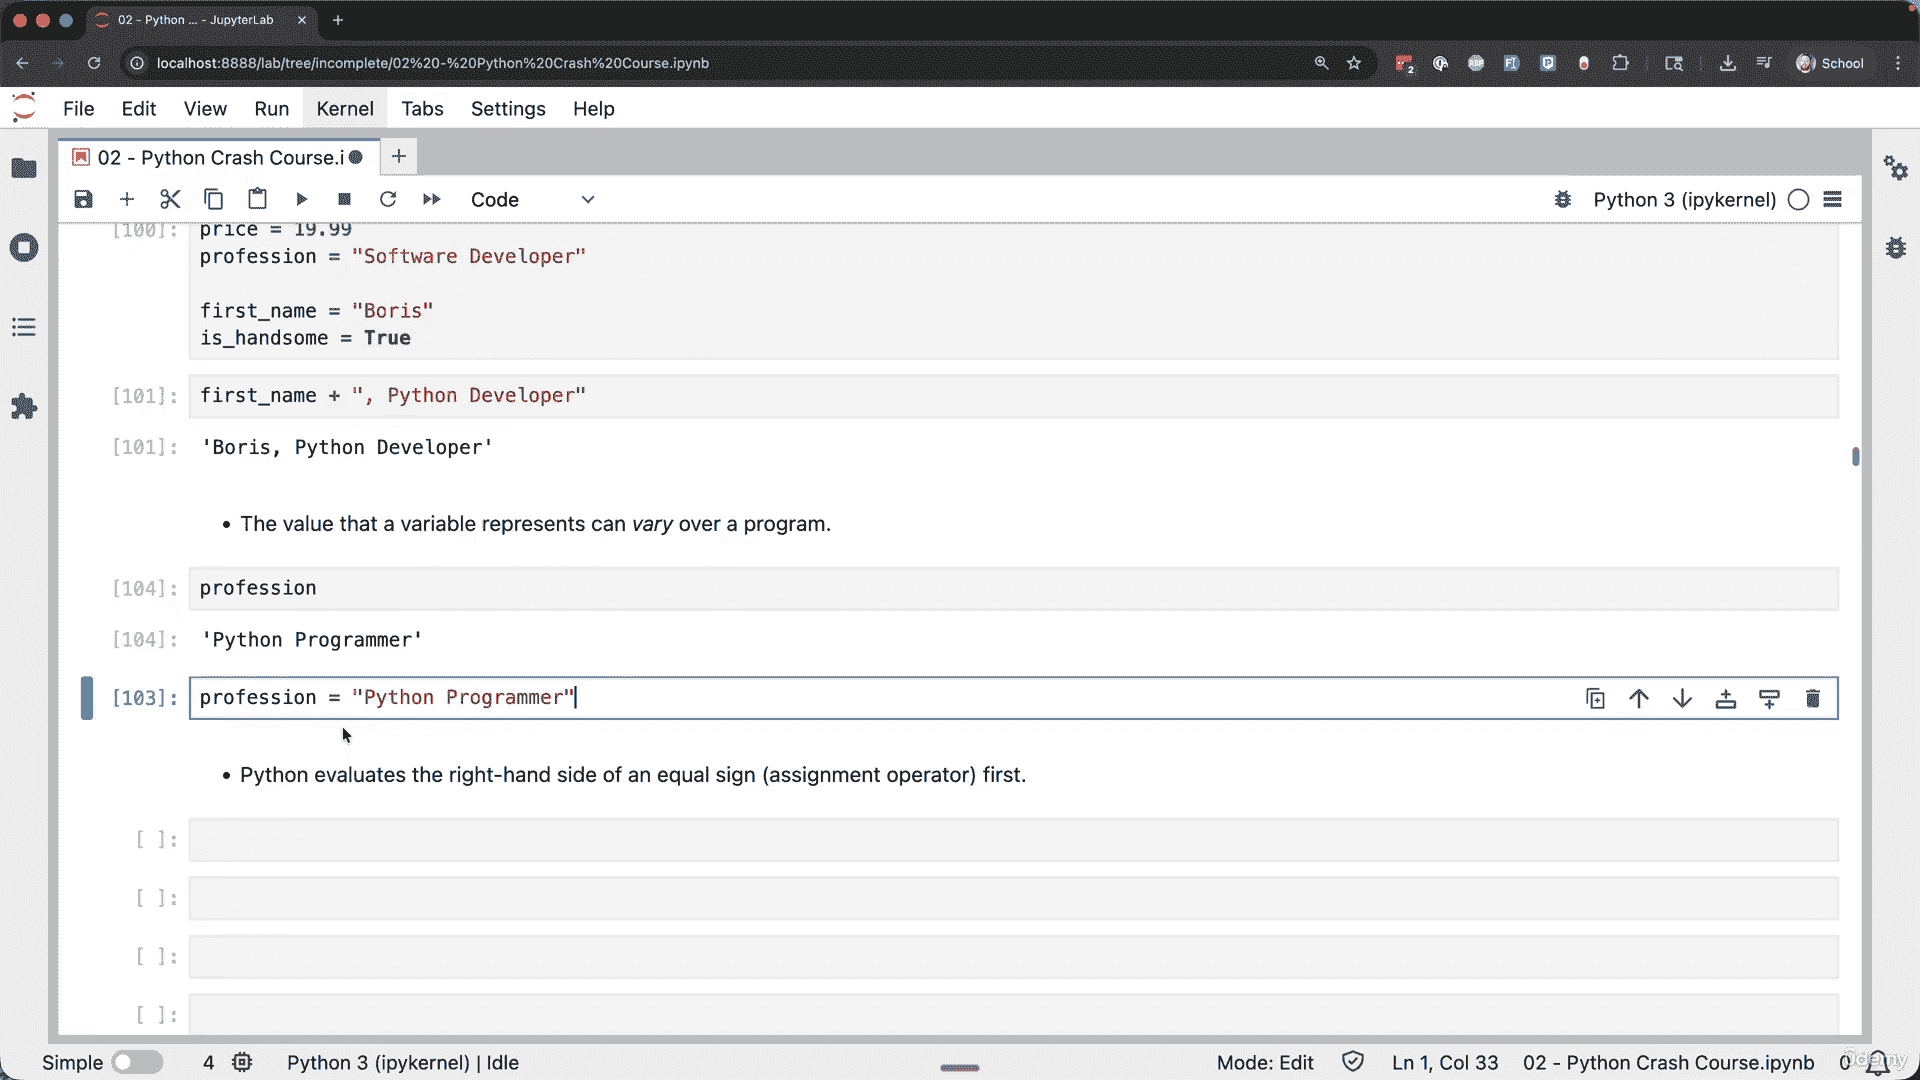 02 - Python ... - JupyterLab
localhost:8888/lab/tree/incomplete/02%20-%20Python%20Crash%20Course.ipynb
2
ABP
School
File Edit View Run Kernel Tabs Settings Help
02 - Python Crash Course.i
Code
Python 3 (ipykernel)
[100]: price = 19.99
profession = "Software Developer"
first_name = "Boris"
is_handsome = True
[101]: first_name + ", Python Developer"
[101]: 'Boris, Python Developer'
• The value that a variable represents can vary over a program.
[104]: profession
[104]: 'Python Programmer'
[103]: profession = "Python Programmer"
• Python evaluates the right-hand side of an equal sign (assignment operator) first.
[ ]:
[ ]:
[ ]:
[ ]:
Simple 4 Python 3 (ipykernel) | Idle Mode: Edit Ln 1, Col 33 02 - Python Crash Course.ipynb 0
udemy